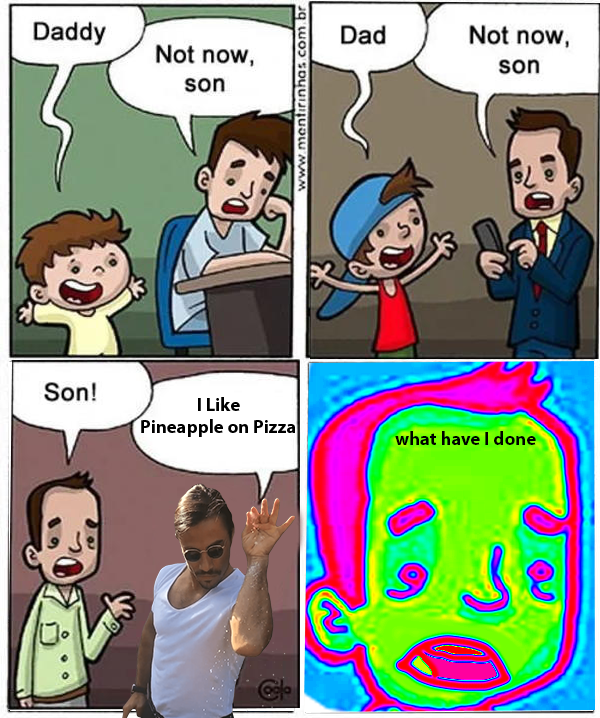 Daddy
Not now,
son
www.mentirinhas.com.br
Dad
Not now,
son
Son!
I Like
Pineapple on Pizza
what have I done